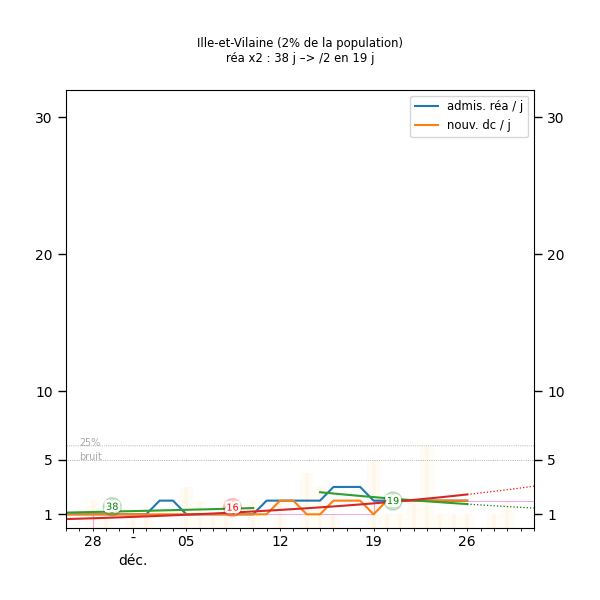 Ille-et-Vilaine (2% de la population)
réa x2 : 38 j –> /2 en 19 j
admis. réa / j
nouv. dc / j
30 30
20 20
10 10
25%
5 bruit 5
38 16 19
1 1
28 - 05 12 19 26
déc.